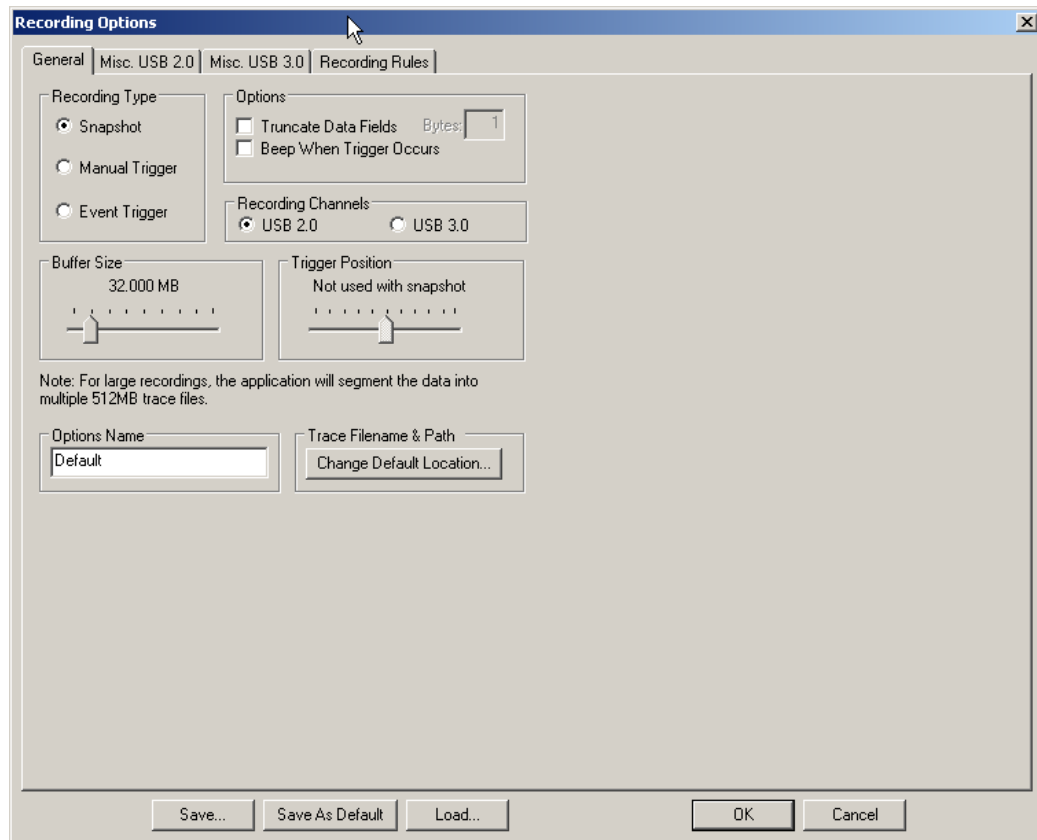 Recording Options
General
Misc. USB 2.0
Misc. USB 3.0
Recording Rules
Recording Type
Snapshot
Manual Trigger
Event Trigger
Options
Truncate Data Fields Bytes: 1
Beep When Trigger Occurs
Recording Channels
USB 2.0
USB 3.0
Buffer Size
32.000 MB
Trigger Position
Not used with snapshot
Note: For large recordings, the application will segment the data into
multiple 512MB trace files.
Options Name
Default
Trace Filename & Path
Change Default Location...
Save...
Save As Default
Load...
OK
Cancel